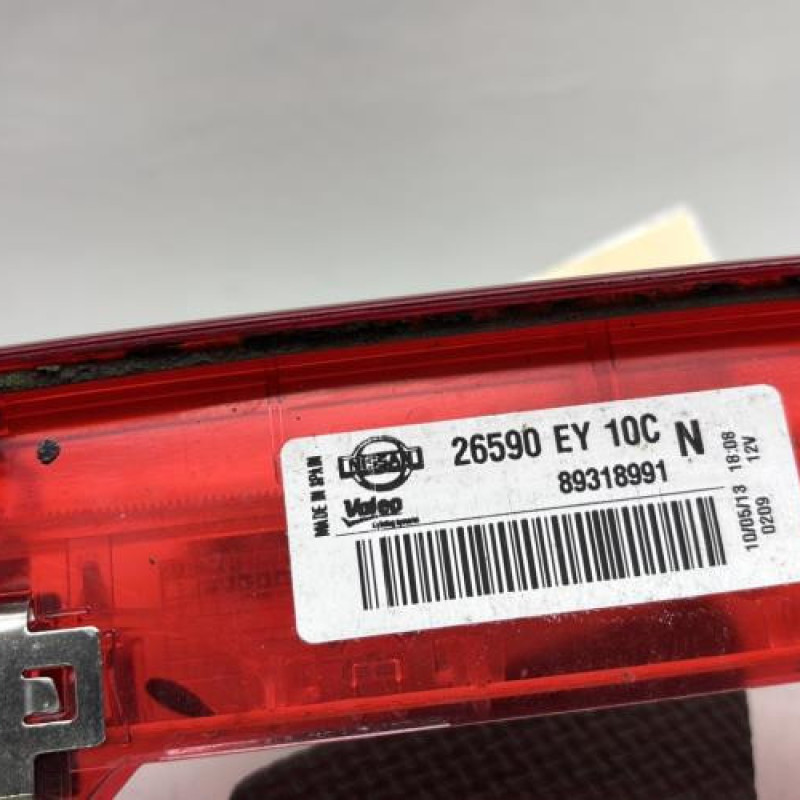 MADE IN SPAIN
NISSAN
Valeo
26590 EY 10C N
89318991
10/05/13 18:08
0209 12V